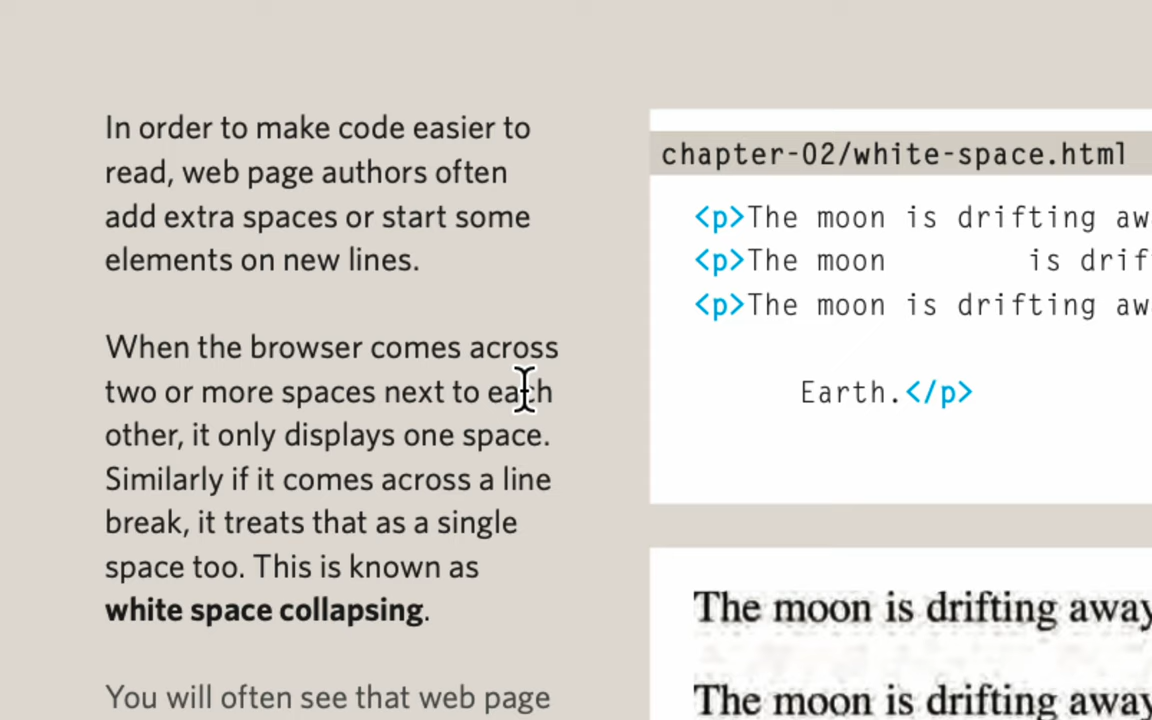 In order to make code easier to
read, web page authors often
add extra spaces or start some
elements on new lines.
When the browser comes across
two or more spaces next to each
other, it only displays one space.
Similarly if it comes across a line
break, it treats that as a single
space too. This is known as
white space collapsing.
You will often see that web page
chapter-02/white-space.html
<p>The moon is drifting aw
<p>The moon        is drif
<p>The moon is drifting aw
Earth.</p>
The moon is drifting away
The moon is drifting away